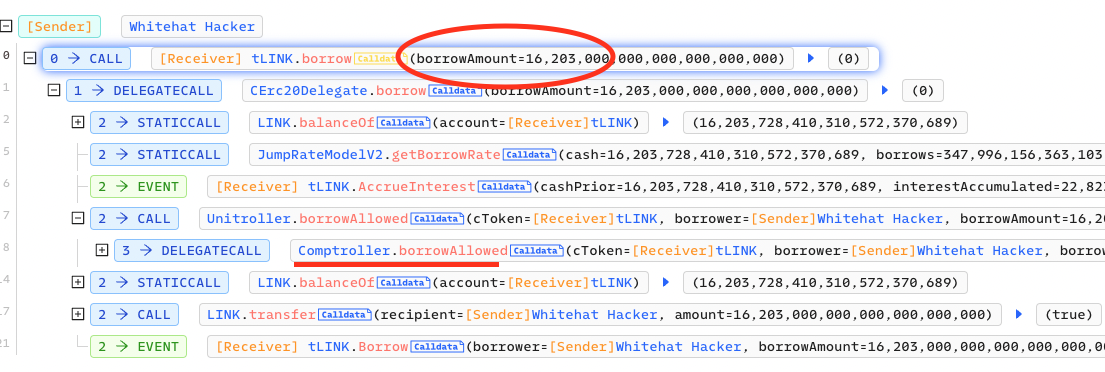 [Sender] Whitehat Hacker
0 0 → CALL [Receiver] tLINK.borrow Calldata (borrowAmount=16,203,000,000,000,000,000,000) (0)
1 1 → DELEGATECALL CErc20Delegate.borrow Calldata (borrowAmount=16,203,000,000,000,000,000,000) (0)
2 2 → STATICCALL LINK.balanceOf Calldata (account=[Receiver]tLINK) (16,203,728,410,310,572,370,689)
5 2 → STATICCALL JumpRateModelV2.getBorrowRate Calldata (cash=16,203,728,410,310,572,370,689, borrows=347,996,156,363,103
6 2 → EVENT [Receiver] tLINK.AccrueInterest Calldata (cashPrior=16,203,728,410,310,572,370,689, interestAccumulated=22,82
7 2 → CALL Unitroller.borrowAllowed Calldata (cToken=[Receiver]tLINK, borrower=[Sender]Whitehat Hacker, borrowAmount=16,2
8 3 → DELEGATECALL Comptroller.borrowAllowed Calldata (cToken=[Receiver]tLINK, borrower=[Sender]Whitehat Hacker, borrow
4 2 → STATICCALL LINK.balanceOf Calldata (account=[Receiver]tLINK) (16,203,728,410,310,572,370,689)
7 2 → CALL LINK.transfer Calldata (recipient=[Sender]Whitehat Hacker, amount=16,203,000,000,000,000,000,000) (true)
21 2 → EVENT [Receiver] tLINK.Borrow Calldata (borrower=[Sender]Whitehat Hacker, borrowAmount=16,203,000,000,000,000,000,0